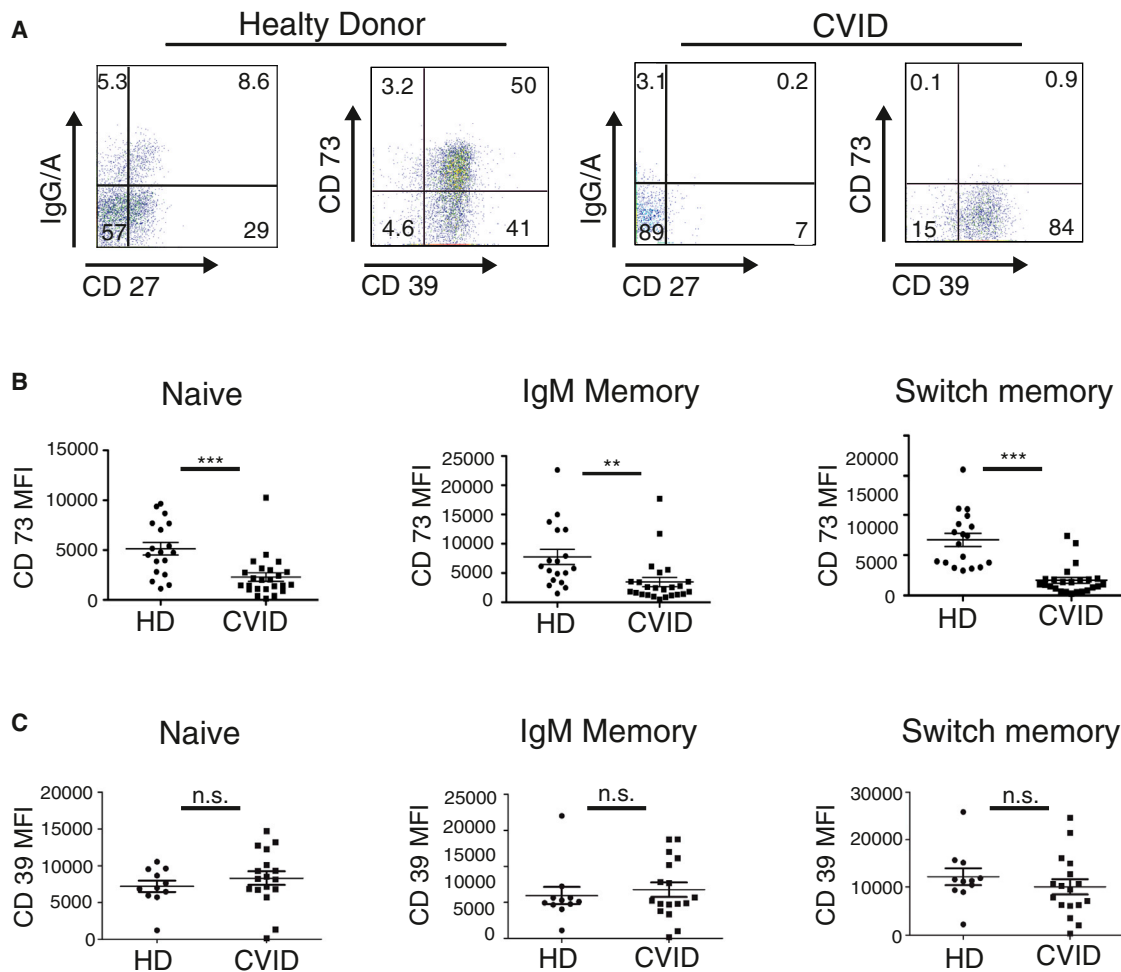 A
Healty Donor
CVID
5.3
8.6
57
29
IgG/A
CD 27
3.2
50
4.6
41
CD 73
CD 39
3.1
0.2
89
7
IgG/A
CD 27
0.1
0.9
15
84
CD 73
CD 39
B
Naive
IgM Memory
Switch memory
CD 73 MFI
15000
10000
5000
0
***
HD
CVID
CD 73 MFI
25000
20000
15000
10000
5000
0
**
HD
CVID
CD 73 MFI
20000
15000
10000
5000
0
***
HD
CVID
C
Naive
IgM Memory
Switch memory
CD 39 MFI
20000
15000
10000
5000
0
n.s.
HD
CVID
CD 39 MFI
25000
20000
15000
10000
5000
0
n.s.
HD
CVID
CD 39 MFI
30000
20000
10000
0
n.s.
HD
CVID